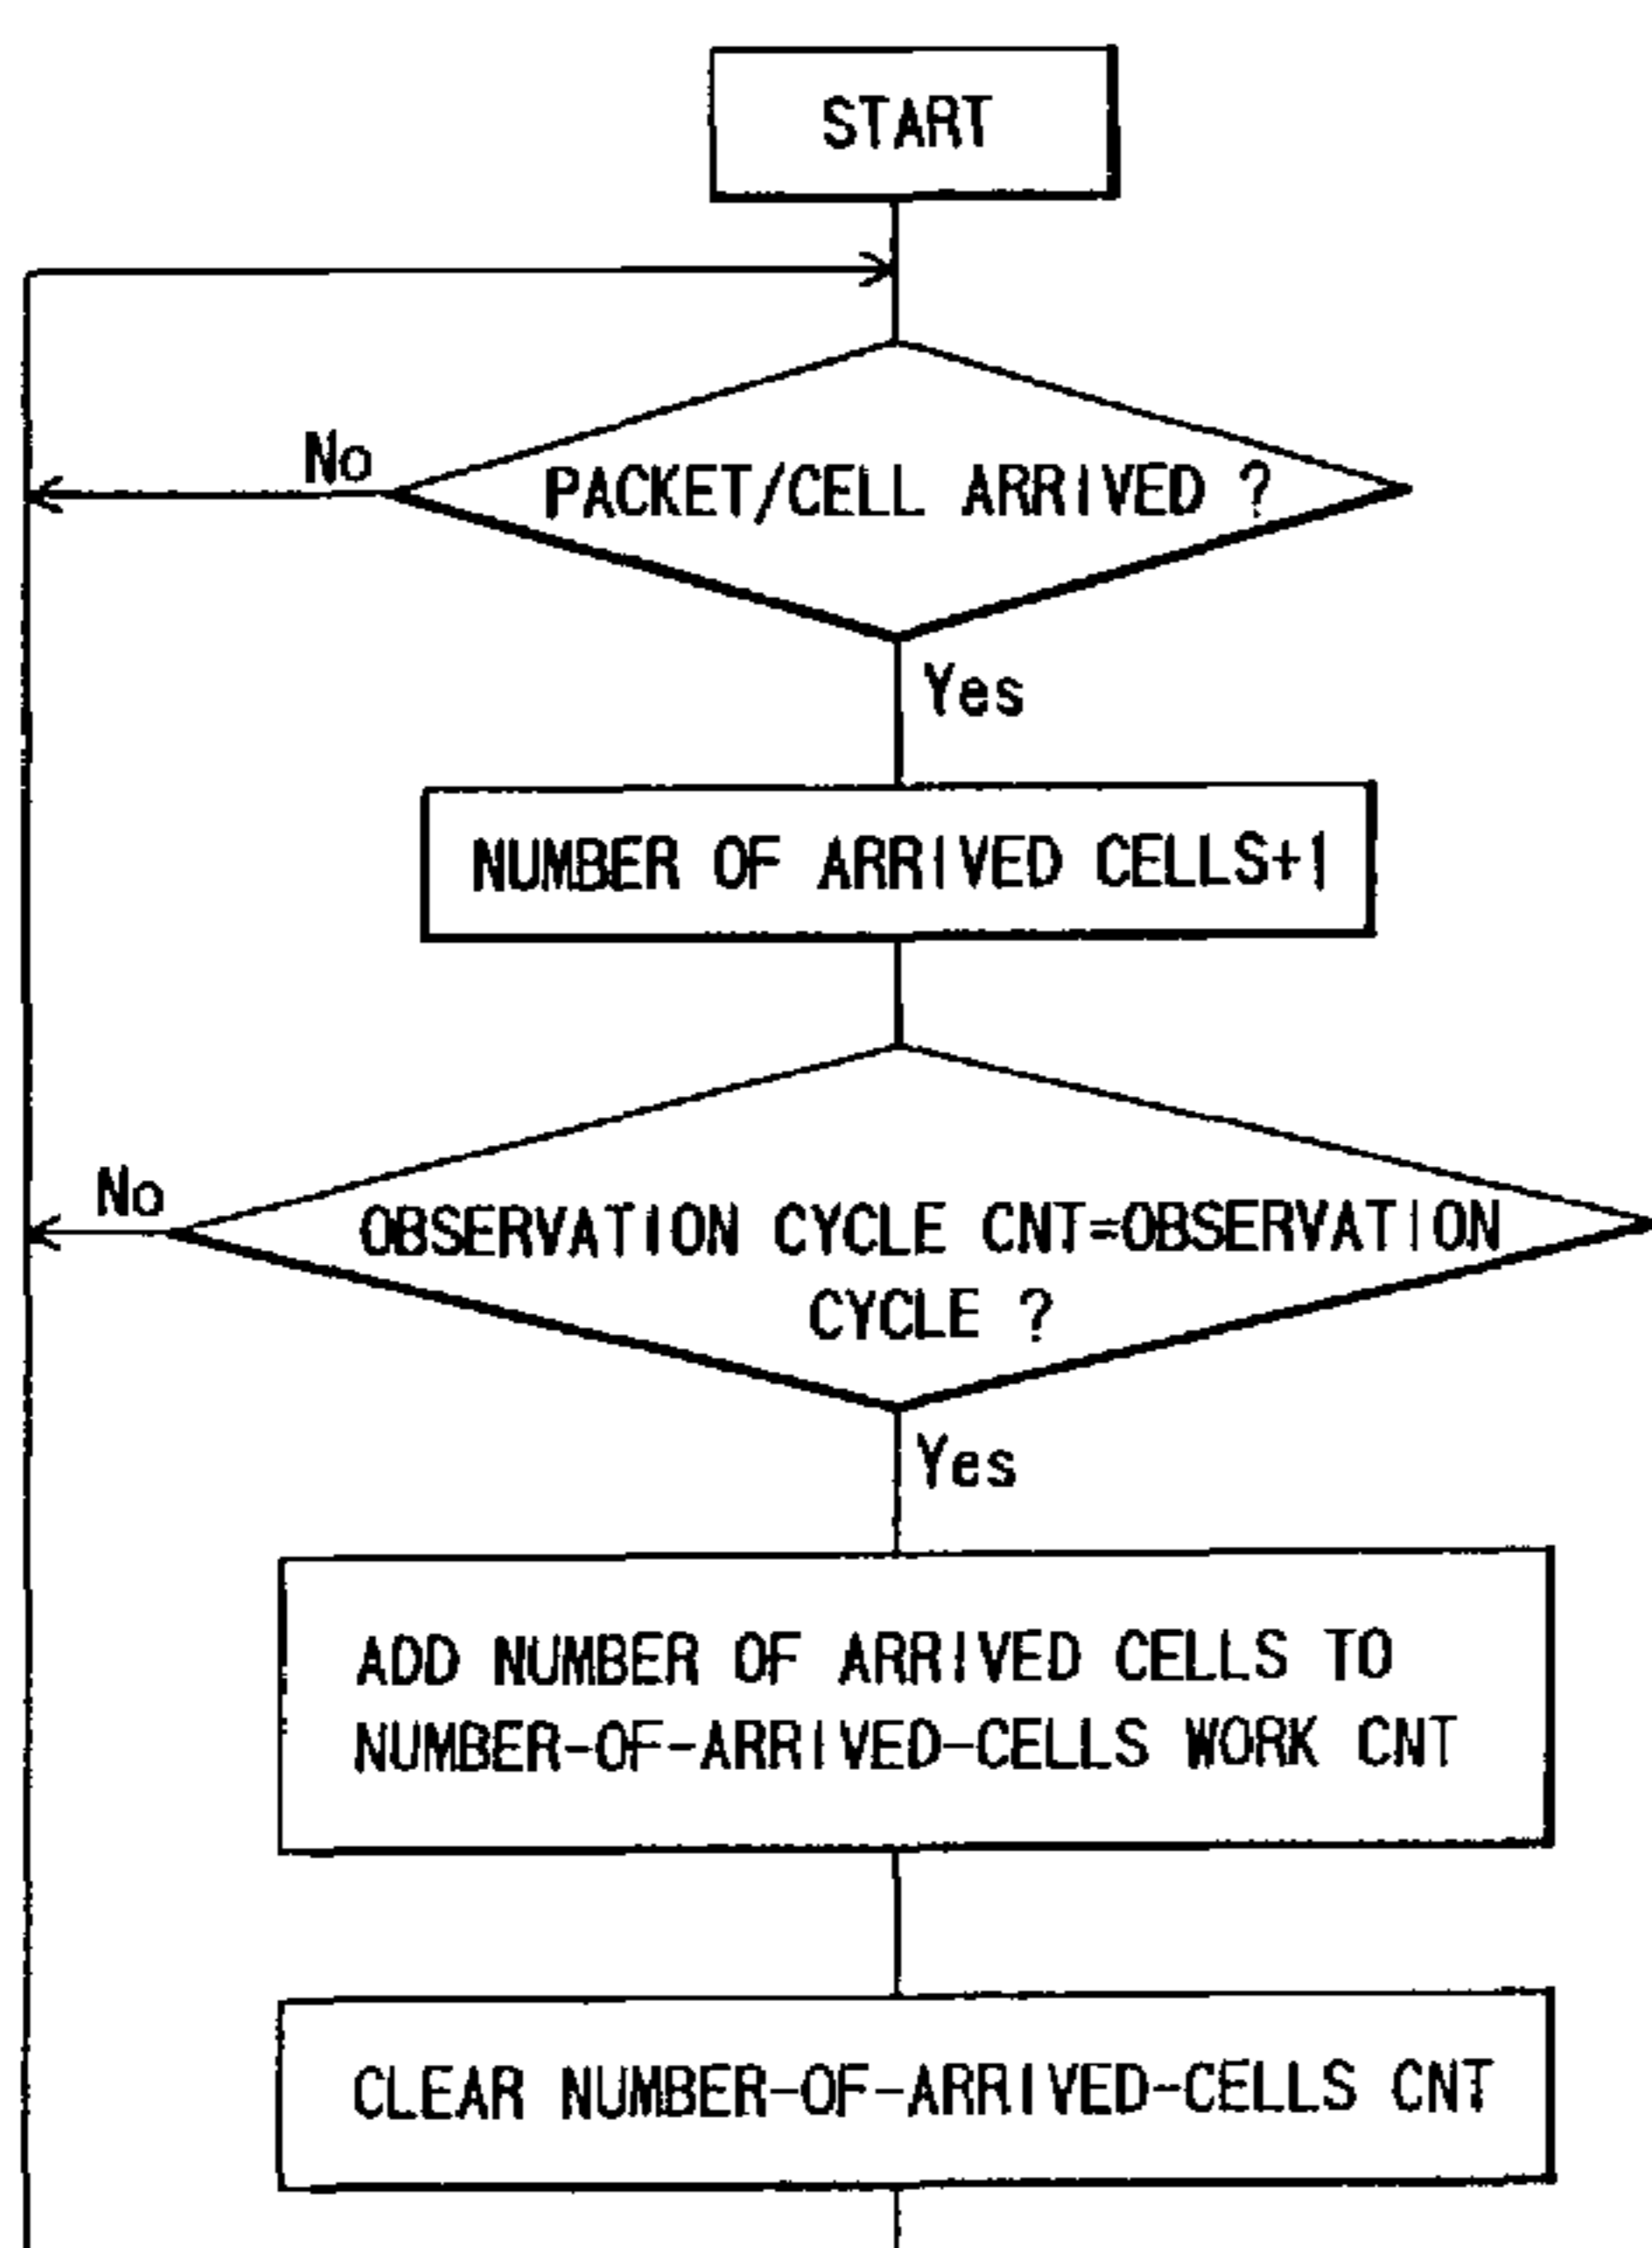 START
No
PACKET/CELL ARRIVED ?
Yes
NUMBER OF ARRIVED CELLS+1
No
OBSERVATION CYCLE CNT=OBSERVATION
CYCLE ?
Yes
ADD NUMBER OF ARRIVED CELLS TO
NUMBER-OF-ARRIVED-CELLS WORK CNT
CLEAR NUMBER-OF-ARRIVED-CELLS CNT